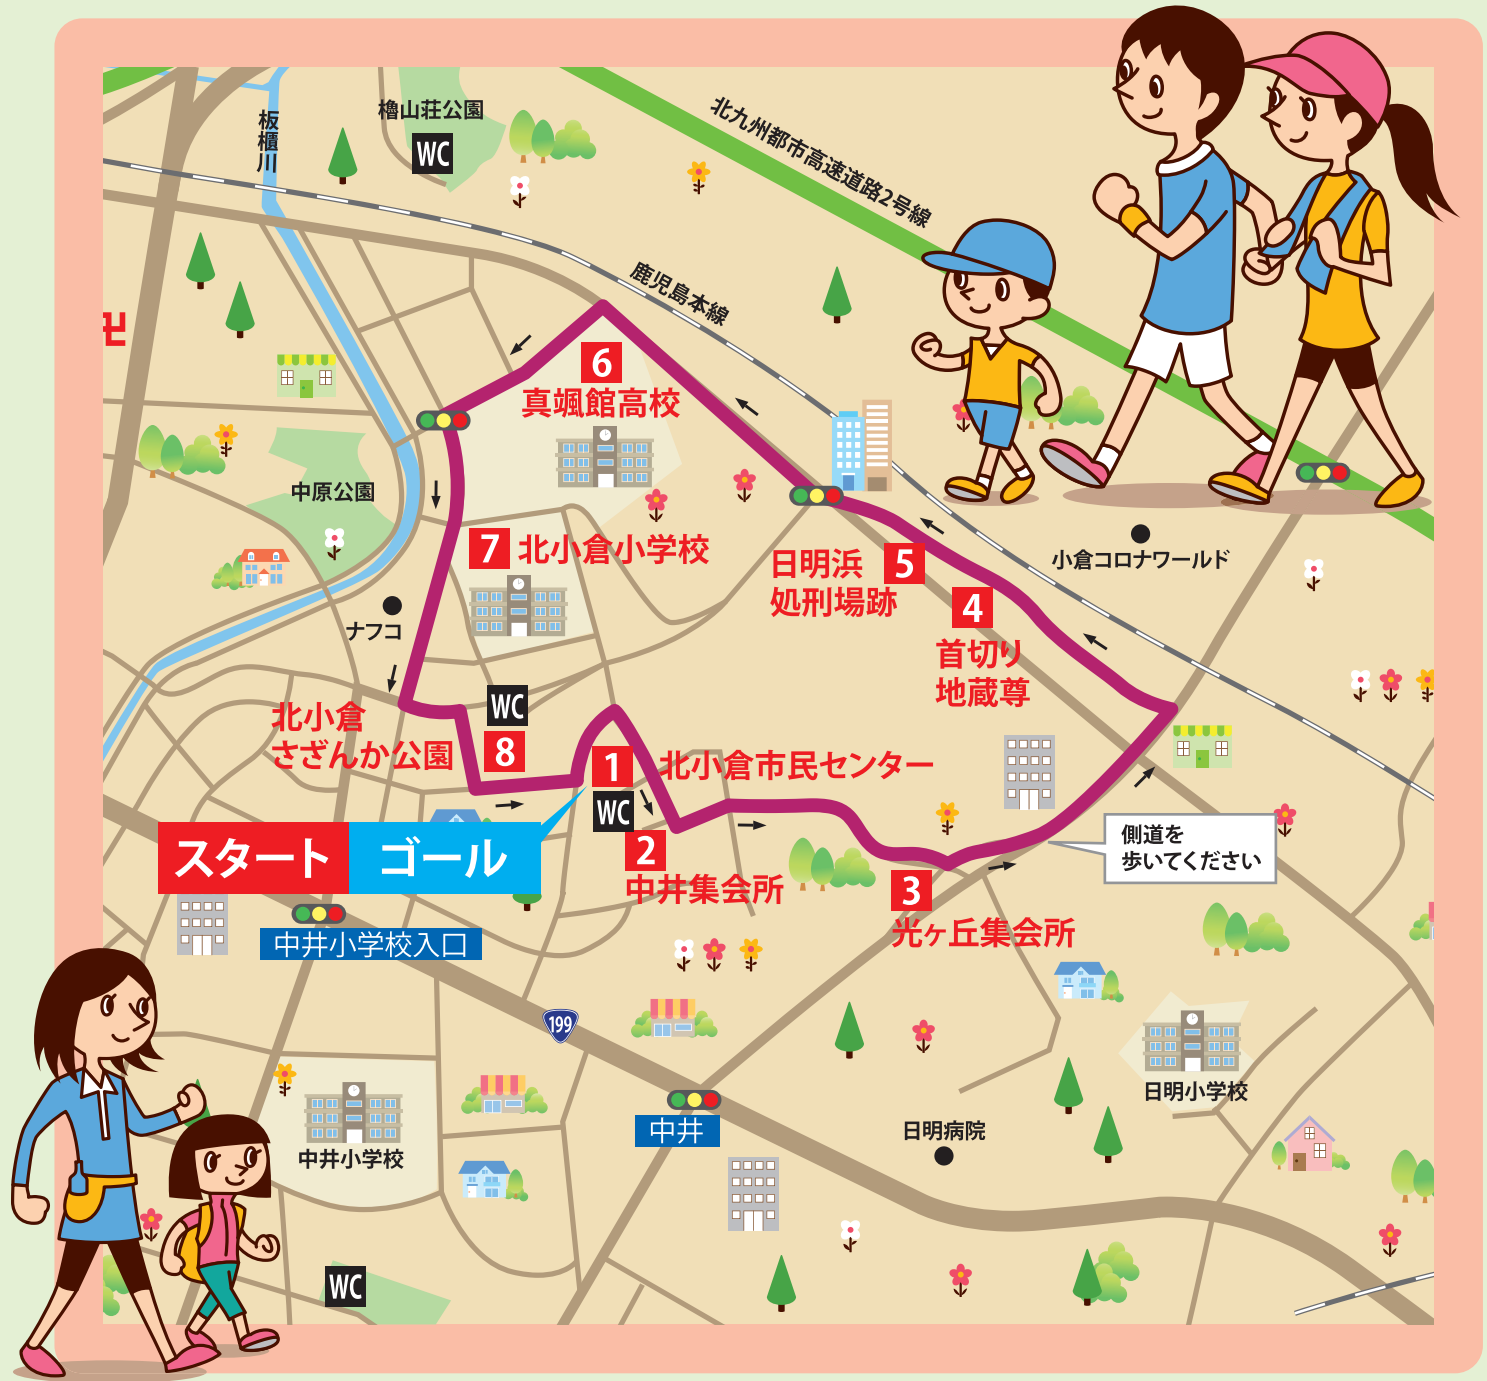 板櫃川
櫓山荘公園
WC
北九州都市高速道路2号線
鹿児島本線
6
真颯館高校
中原公園
7
北小倉小学校
日明浜
処刑場跡
5
4
首切り
地蔵尊
小倉コロナワールド
ナフコ
北小倉
さざんか公園
WC
8
1
WC
北小倉市民センター
スタート
ゴール
2
中井集会所
側道を
歩いてください
3
光ヶ丘集会所
中井小学校入口
199
中井
中井小学校
日明小学校
日明病院
WC